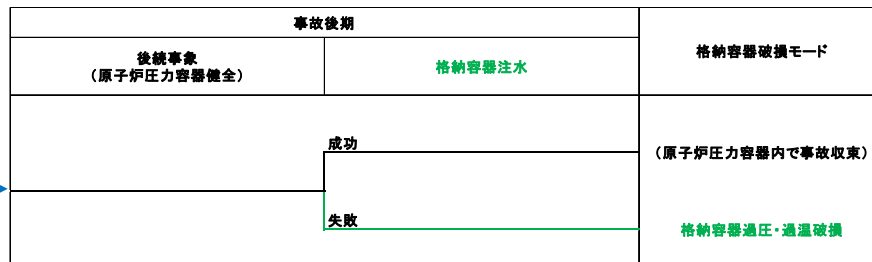 事故後期
後続事象
（原子炉圧力容器健全）
格納容器注水
格納容器破損モード
成功
（原子炉圧力容器内で事故収束）
失敗
格納容器過圧・過温破損